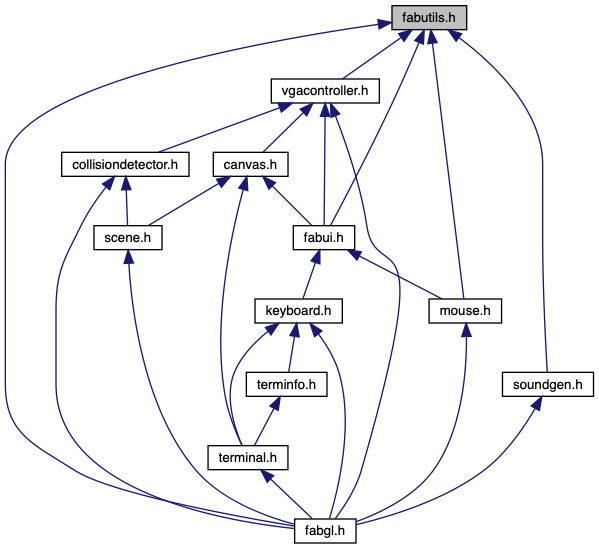 fabutils.h
vgacontroller.h
collisiondetector.h
canvas.h
scene.h
fabui.h
keyboard.h
mouse.h
terminfo.h
soundgen.h
terminal.h
fabgl.h